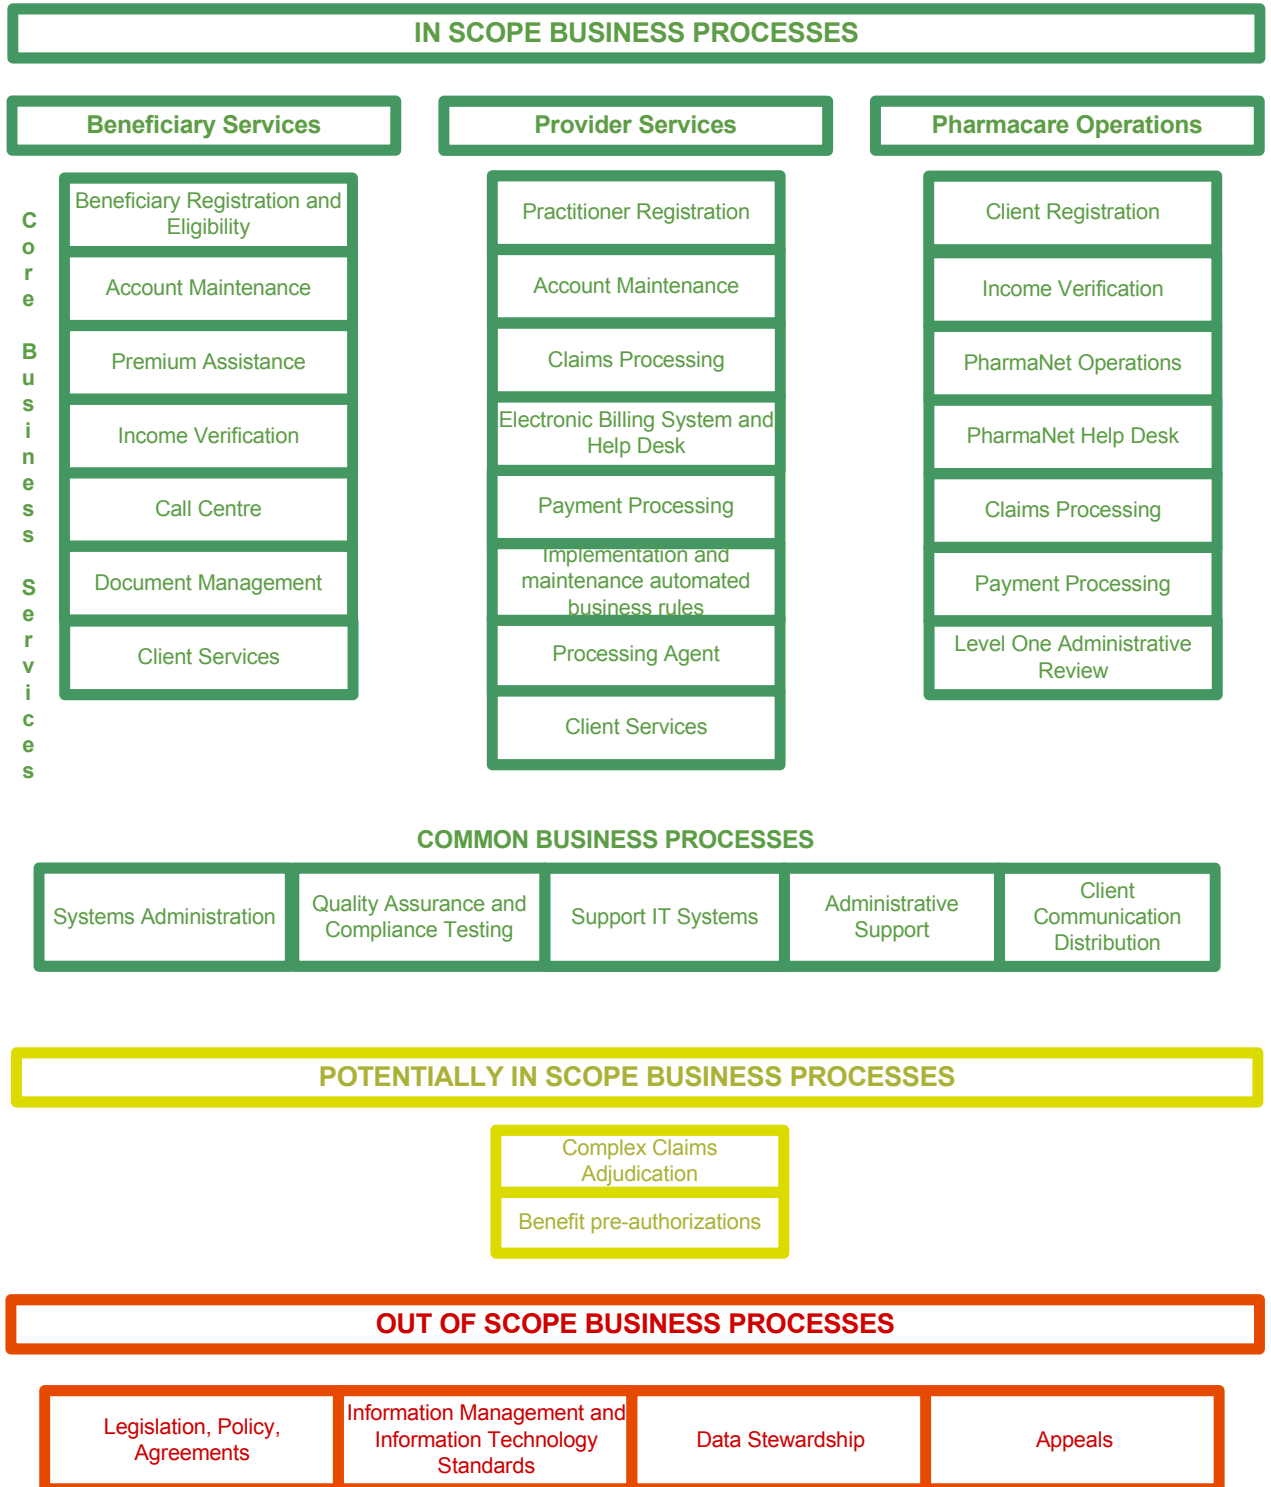 IN SCOPE BUSINESS PROCESSES
Beneficiary Services
Provider Services
Pharmacare Operations
Core Business Services
Beneficiary Registration and
Eligibility
Account Maintenance
Premium Assistance
Income Verification
Call Centre
Document Management
Client Services
Practitioner Registration
Account Maintenance
Claims Processing
Electronic Billing System and
Help Desk
Payment Processing
Implementation and
maintenance automated
business rules
Processing Agent
Client Services
Client Registration
Income Verification
PharmaNet Operations
PharmaNet Help Desk
Claims Processing
Payment Processing
Level One Administrative
Review
COMMON BUSINESS PROCESSES
Systems Administration
Quality Assurance and
Compliance Testing
Support IT Systems
Administrative
Support
Client
Communication
Distribution
POTENTIALLY IN SCOPE BUSINESS PROCESSES
Complex Claims
Adjudication
Benefit pre-authorizations
OUT OF SCOPE BUSINESS PROCESSES
Legislation, Policy,
Agreements
Information Management and
Information Technology
Standards
Data Stewardship
Appeals